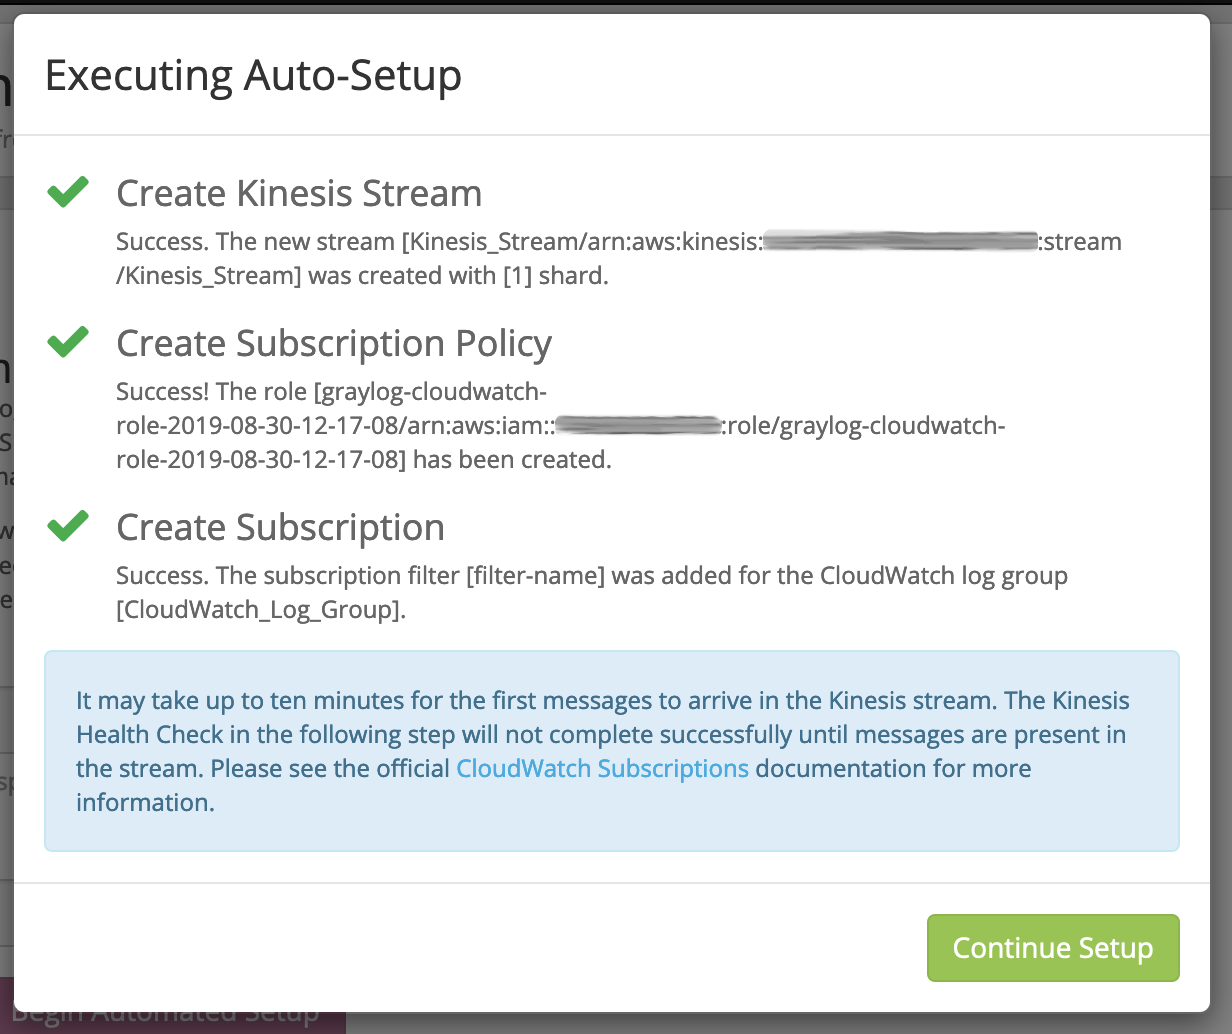 Executing Auto-Setup
Create Kinesis Stream
Success. The new stream [Kinesis_Stream/arn:aws:kinesis: :stream
/Kinesis_Stream] was created with [1] shard.
Create Subscription Policy
Success! The role [graylog-cloudwatch-
role-2019-08-30-12-17-08/arn:aws:iam:: :role/graylog-cloudwatch-
role-2019-08-30-12-17-08] has been created.
Create Subscription
Success. The subscription filter [filter-name] was added for the CloudWatch log group
[CloudWatch_Log_Group].
It may take up to ten minutes for the first messages to arrive in the Kinesis stream. The Kinesis
Health Check in the following step will not complete successfully until messages are present in
the stream. Please see the official CloudWatch Subscriptions documentation for more
information.
Continue Setup
Begin Automated Setup